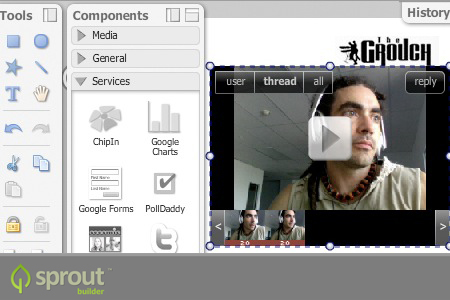 Tools
Components
History
Media
General
Services
The
Grouch
user thread all reply
ChipIn
Google
Charts
Google Forms
PollDaddy
T
< >
2:0 2:0
sprout
builder